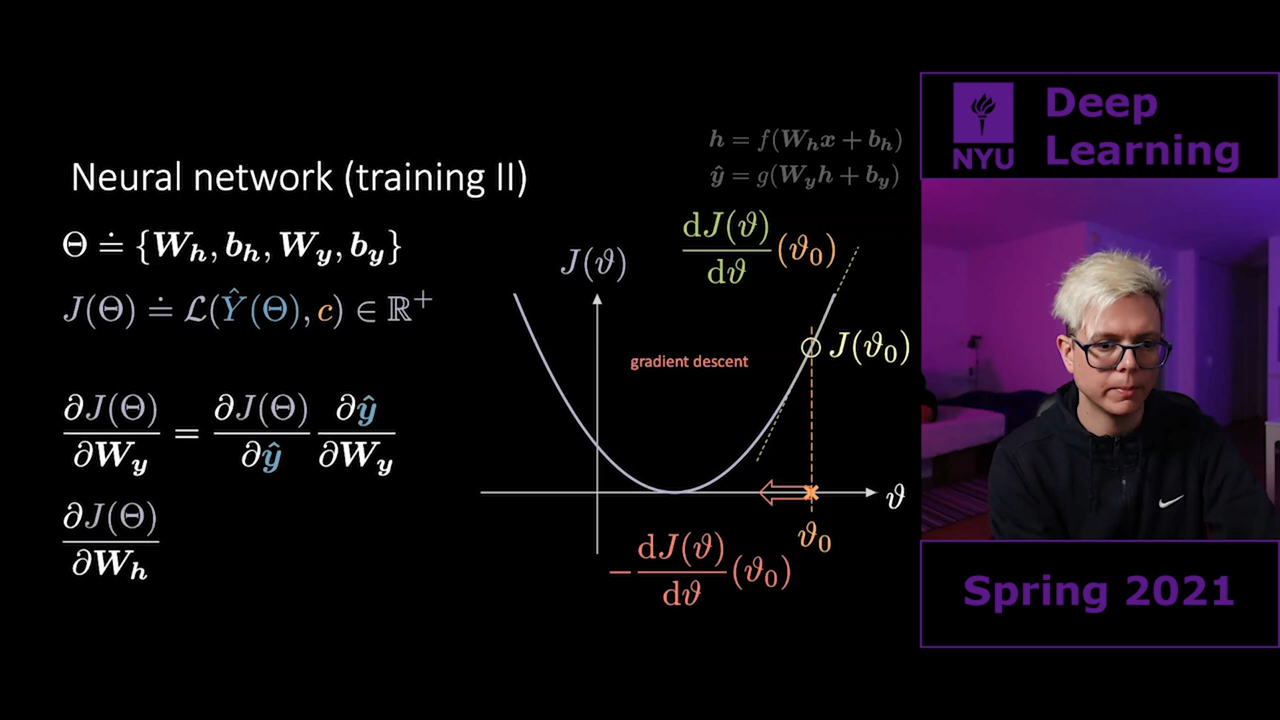 Neural network (training II)
Θ ≐ {W_h, b_h, W_y, b_y}
J(Θ) ≐ ℒ(Ŷ(Θ), c) ∈ ℝ⁺
∂J(Θ)/∂W_y = ∂J(Θ)/∂ŷ ∂ŷ/∂W_y
∂J(Θ)/∂W_h
h = f(W_h x + b_h)
ŷ = g(W_y h + b_y)
dJ(ϑ)/dϑ (ϑ₀)
J(ϑ)
J(ϑ₀)
gradient descent
ϑ
ϑ₀
−dJ(ϑ)/dϑ (ϑ₀)
NYU
Deep
Learning
Spring 2021